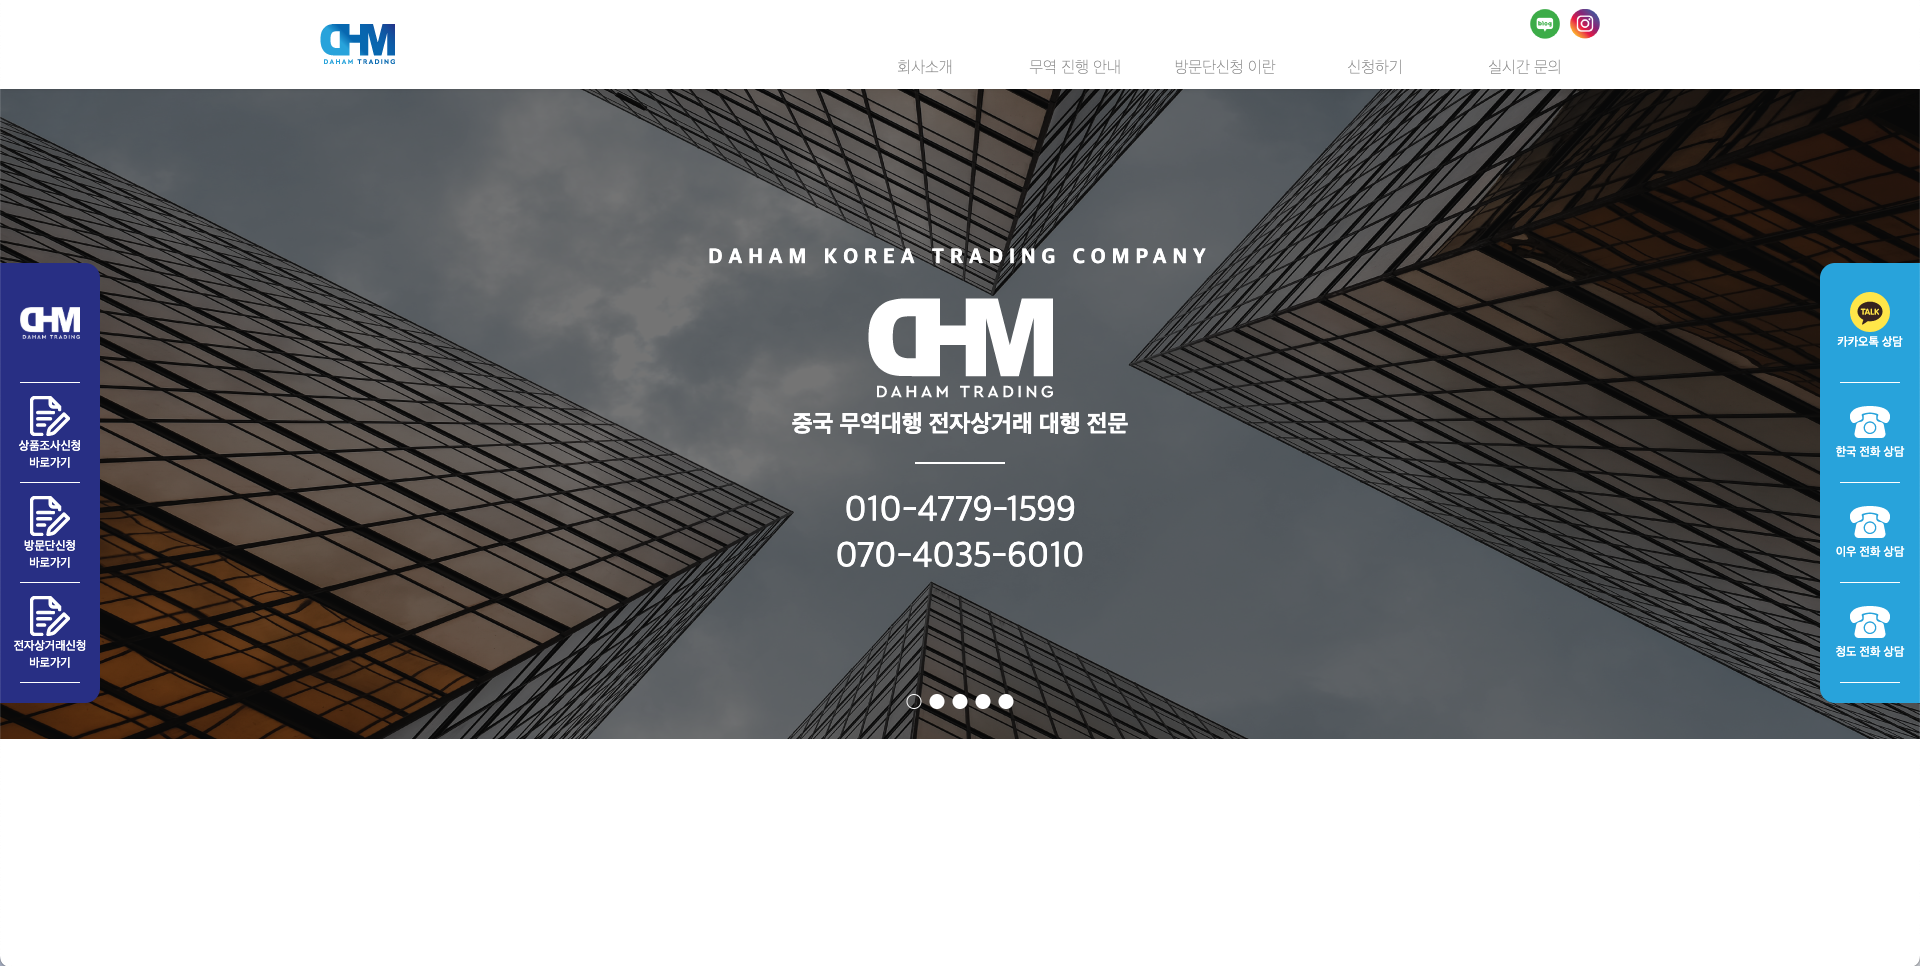 DHM
DAHAM TRADING
blog
회사소개
무역 진행 안내
방문단신청 이란
신청하기
실시간 문의
DAHAM KOREA TRADING COMPANY
DHM
DAHAM TRADING
중국 무역대행 전자상거래 대행 전문
010-4779-1599
070-4035-6010
DHM
DAHAM TRADING
상품조사신청
바로가기
방문단신청
바로가기
전자상거래신청
바로가기
TALK
카카오톡 상담
한국 전화 상담
이우 전화 상담
청도 전화 상담